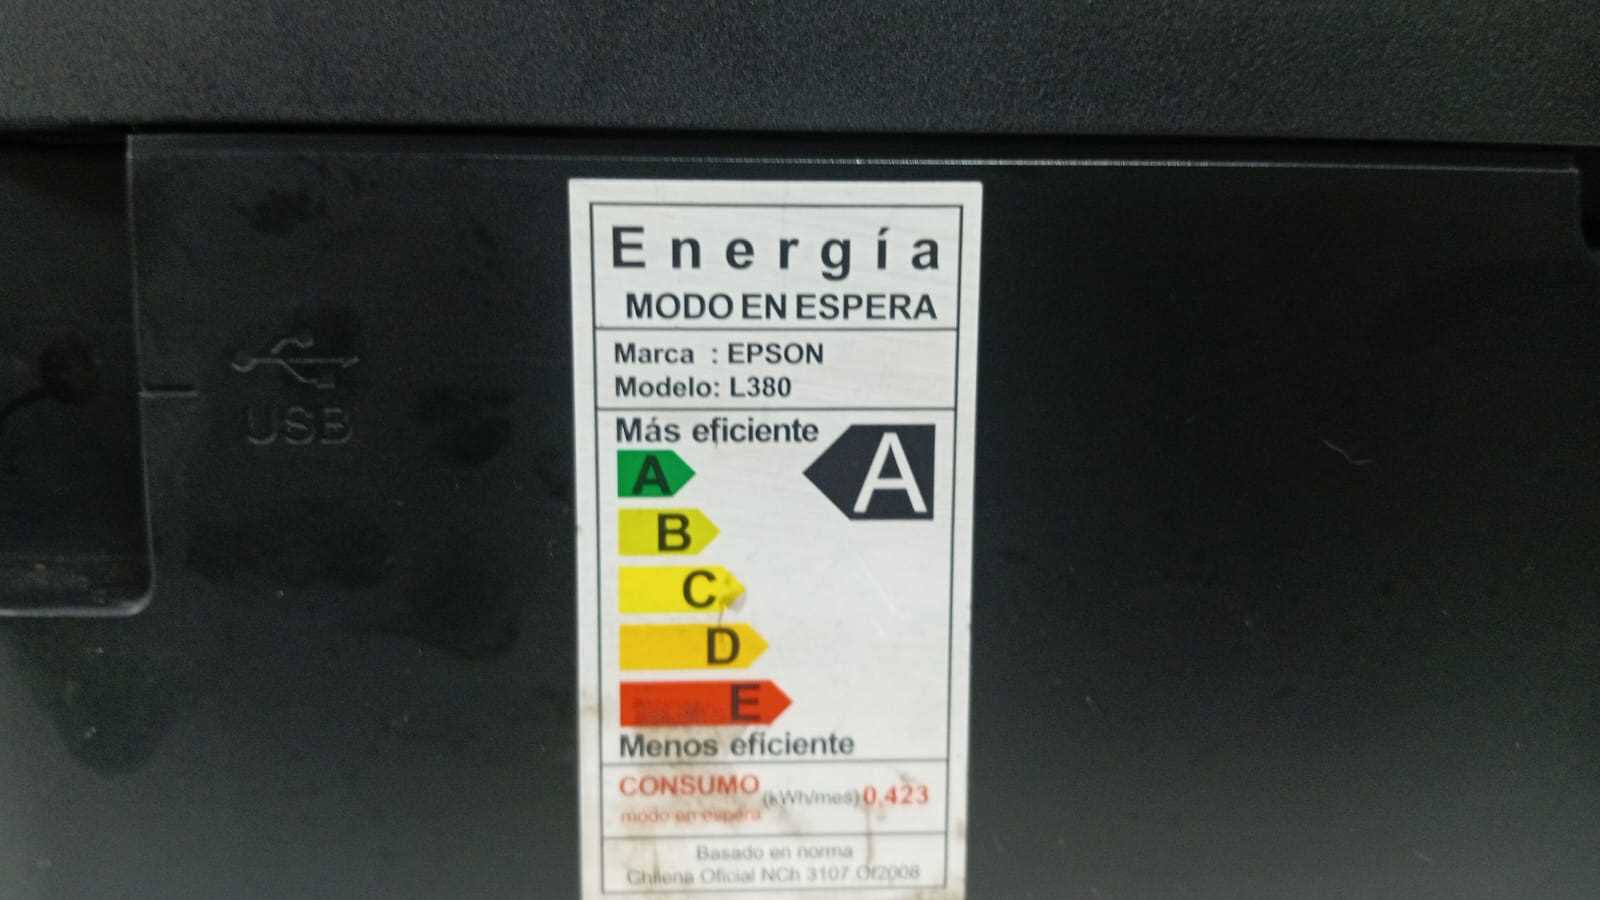 Energía
MODO EN ESPERA
Marca : EPSON
Modelo: L380
Más eficiente
A
A
B
C
D
E
Menos eficiente
CONSUMO (kWh/mes) 0,423
modo en espera
Basado en norma
Chilena Oficial NCh 3107.Of2008
USB